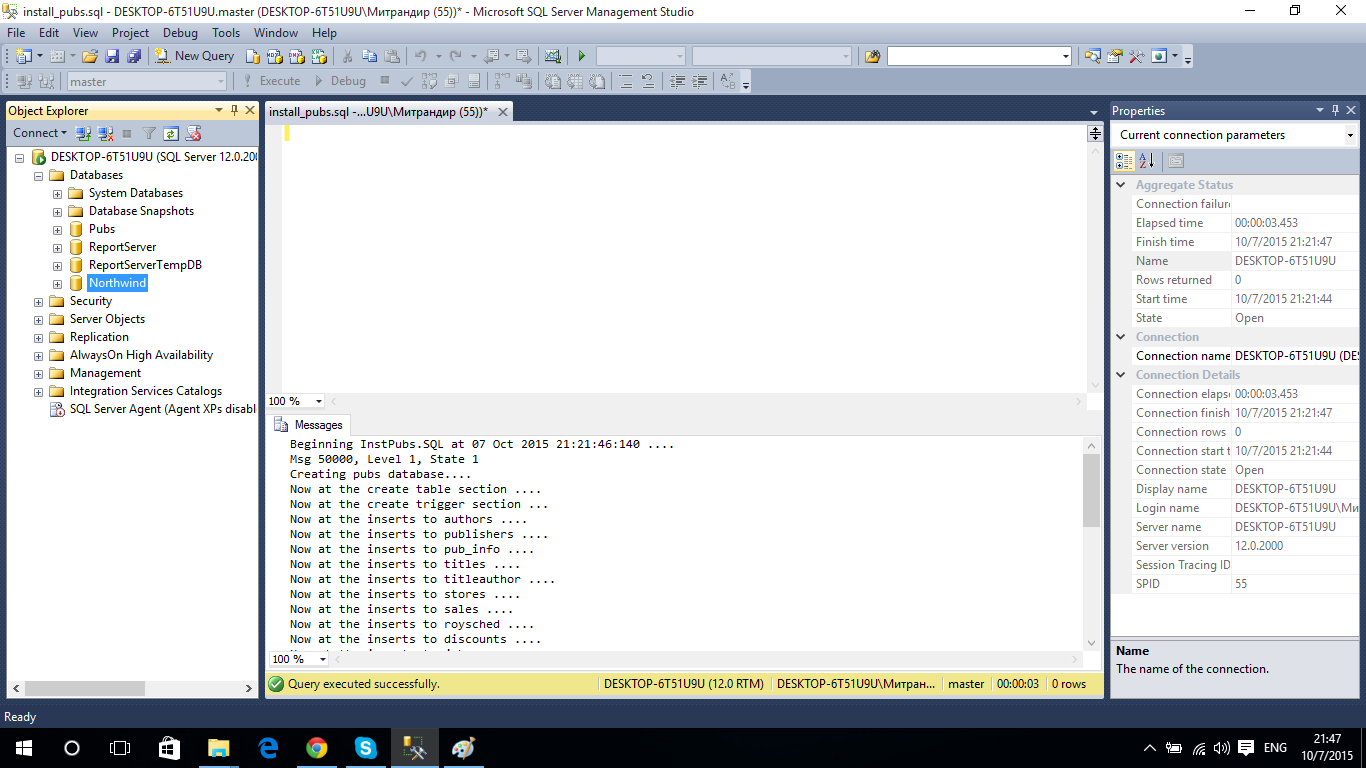 install_pubs.sql - DESKTOP-6T51U9U.master (DESKTOP-6T51U9U\Митрандир (55))* - Microsoft SQL Server Management Studio
File Edit View Project Debug Tools Window Help
New Query
master Execute Debug
Object Explorer
Connect
DESKTOP-6T51U9U (SQL Server 12.0.200
Databases
System Databases
Database Snapshots
Pubs
ReportServer
ReportServerTempDB
Northwind
Security
Server Objects
Replication
AlwaysOn High Availability
Management
Integration Services Catalogs
SQL Server Agent (Agent XPs disabl
install_pubs.sql -...U9U\Митрандир (55))*
100 %
Messages
Beginning InstPubs.SQL at 07 Oct 2015 21:21:46:140 ....
Msg 50000, Level 1, State 1
Creating pubs database....
Now at the create table section ....
Now at the create trigger section ...
Now at the inserts to authors ....
Now at the inserts to publishers ....
Now at the inserts to pub_info ....
Now at the inserts to titles ....
Now at the inserts to titleauthor ....
Now at the inserts to stores ....
Now at the inserts to sales ....
Now at the inserts to roysched ....
Now at the inserts to discounts ....
100 %
Query executed successfully. DESKTOP-6T51U9U (12.0 RTM) DESKTOP-6T51U9U\Митран... master 00:00:03 0 rows
Properties
Current connection parameters
Aggregate Status
Connection failure
Elapsed time 00:00:03.453
Finish time 10/7/2015 21:21:47
Name DESKTOP-6T51U9U
Rows returned 0
Start time 10/7/2015 21:21:44
State Open
Connection
Connection name DESKTOP-6T51U9U (DES
Connection Details
Connection elaps 00:00:03.453
Connection finish 10/7/2015 21:21:47
Connection rows 0
Connection start t 10/7/2015 21:21:44
Connection state Open
Display name DESKTOP-6T51U9U
Login name DESKTOP-6T51U9U\Ми
Server name DESKTOP-6T51U9U
Server version 12.0.2000
Session Tracing ID
SPID 55
Name
The name of the connection.
Ready
ENG 21:47
10/7/2015